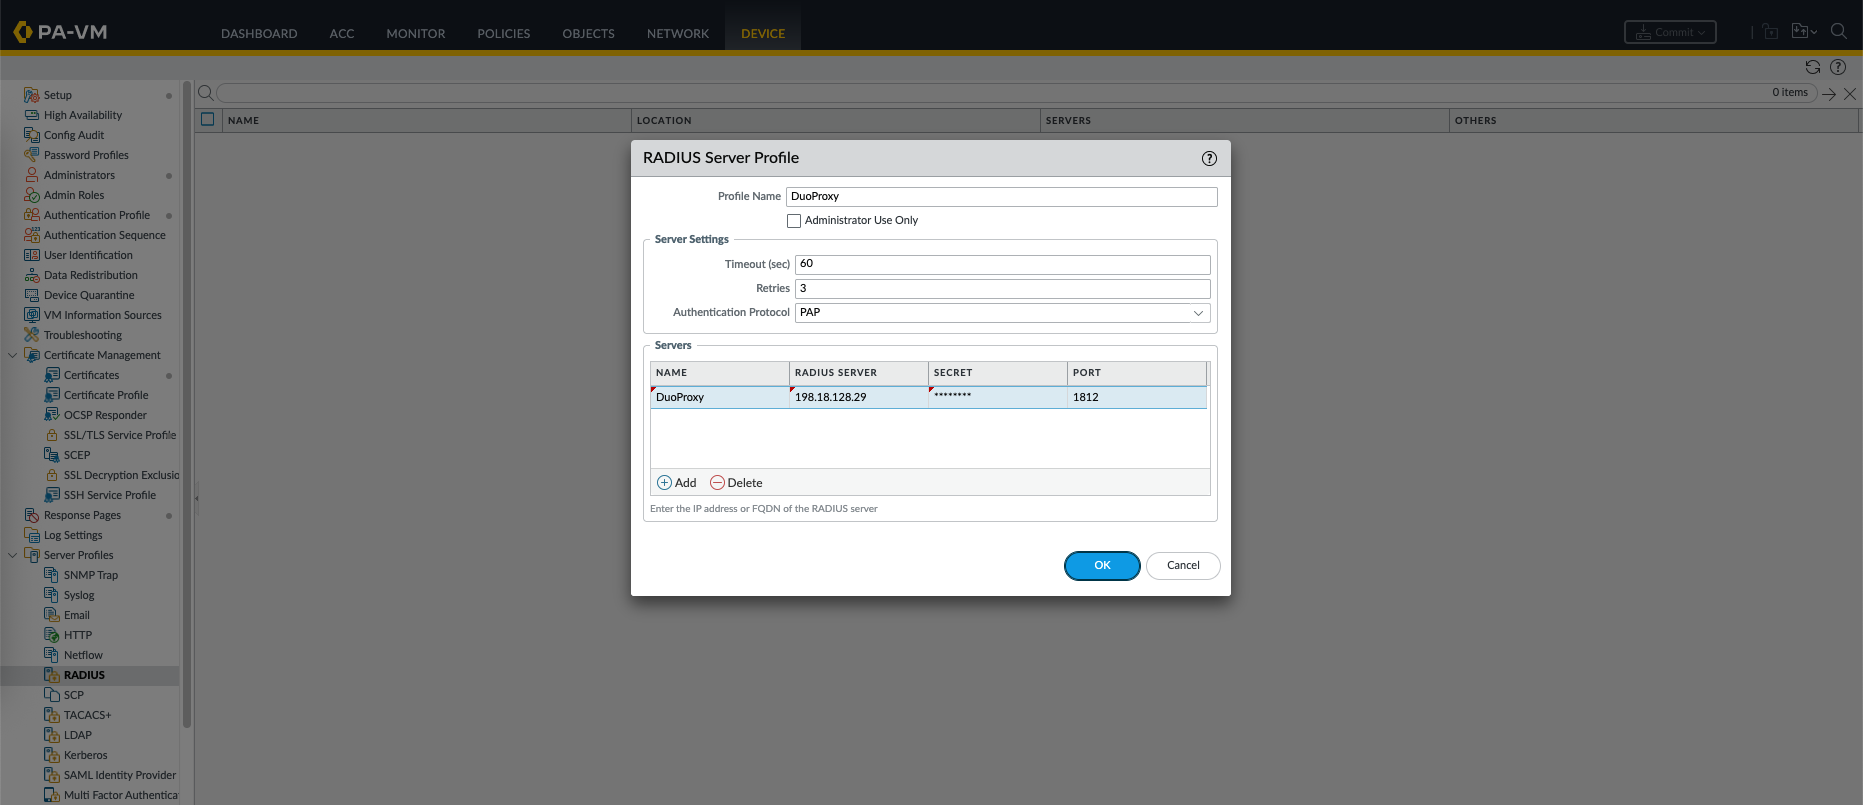 PA-VM
DASHBOARD ACC MONITOR POLICIES OBJECTS NETWORK DEVICE
Commit
0 items
Setup
High Availability
Config Audit
Password Profiles
Administrators
Admin Roles
Authentication Profile
Authentication Sequence
User Identification
Data Redistribution
Device Quarantine
VM Information Sources
Troubleshooting
Certificate Management
Certificates
Certificate Profile
OCSP Responder
SSL/TLS Service Profile
SCEP
SSL Decryption Exclusio
SSH Service Profile
Response Pages
Log Settings
Server Profiles
SNMP Trap
Syslog
Email
HTTP
Netflow
RADIUS
SCP
TACACS+
LDAP
Kerberos
SAML Identity Provider
Multi Factor Authentica
NAME LOCATION SERVERS OTHERS
RADIUS Server Profile
Profile Name DuoProxy
Administrator Use Only
Server Settings
Timeout (sec) 60
Retries 3
Authentication Protocol PAP
Servers
NAME RADIUS SERVER SECRET PORT
DuoProxy 198.18.128.29 ******** 1812
Add Delete
Enter the IP address or FQDN of the RADIUS server
OK Cancel